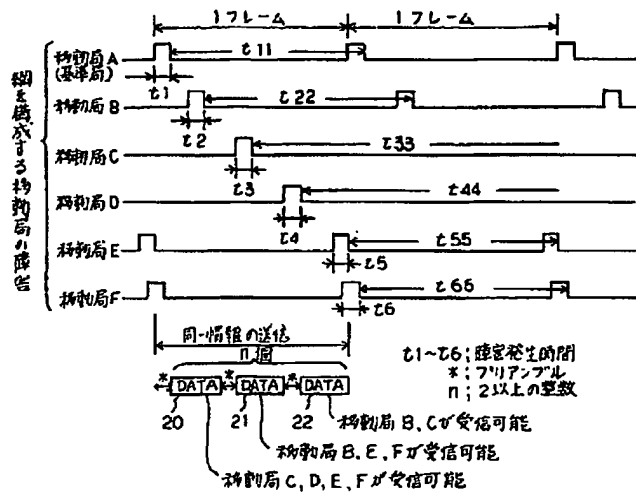 1フレーム 1フレーム
網を構成する移動局の障害
移動局A
(基準局)
t11
t1
移動局B
t22
t2
移動局C
t33
t3
移動局D
t44
t4
移動局E
t55
t5
移動局F
t66
t6
同一情報の送信
n個
* DATA * DATA * DATA
20 21 22
移動局B,Cが受信可能
移動局B,E,Fが受信可能
移動局C,D,E,Fが受信可能
t1~t6;障害発生時間
*;プリアンブル
n;2以上の整数